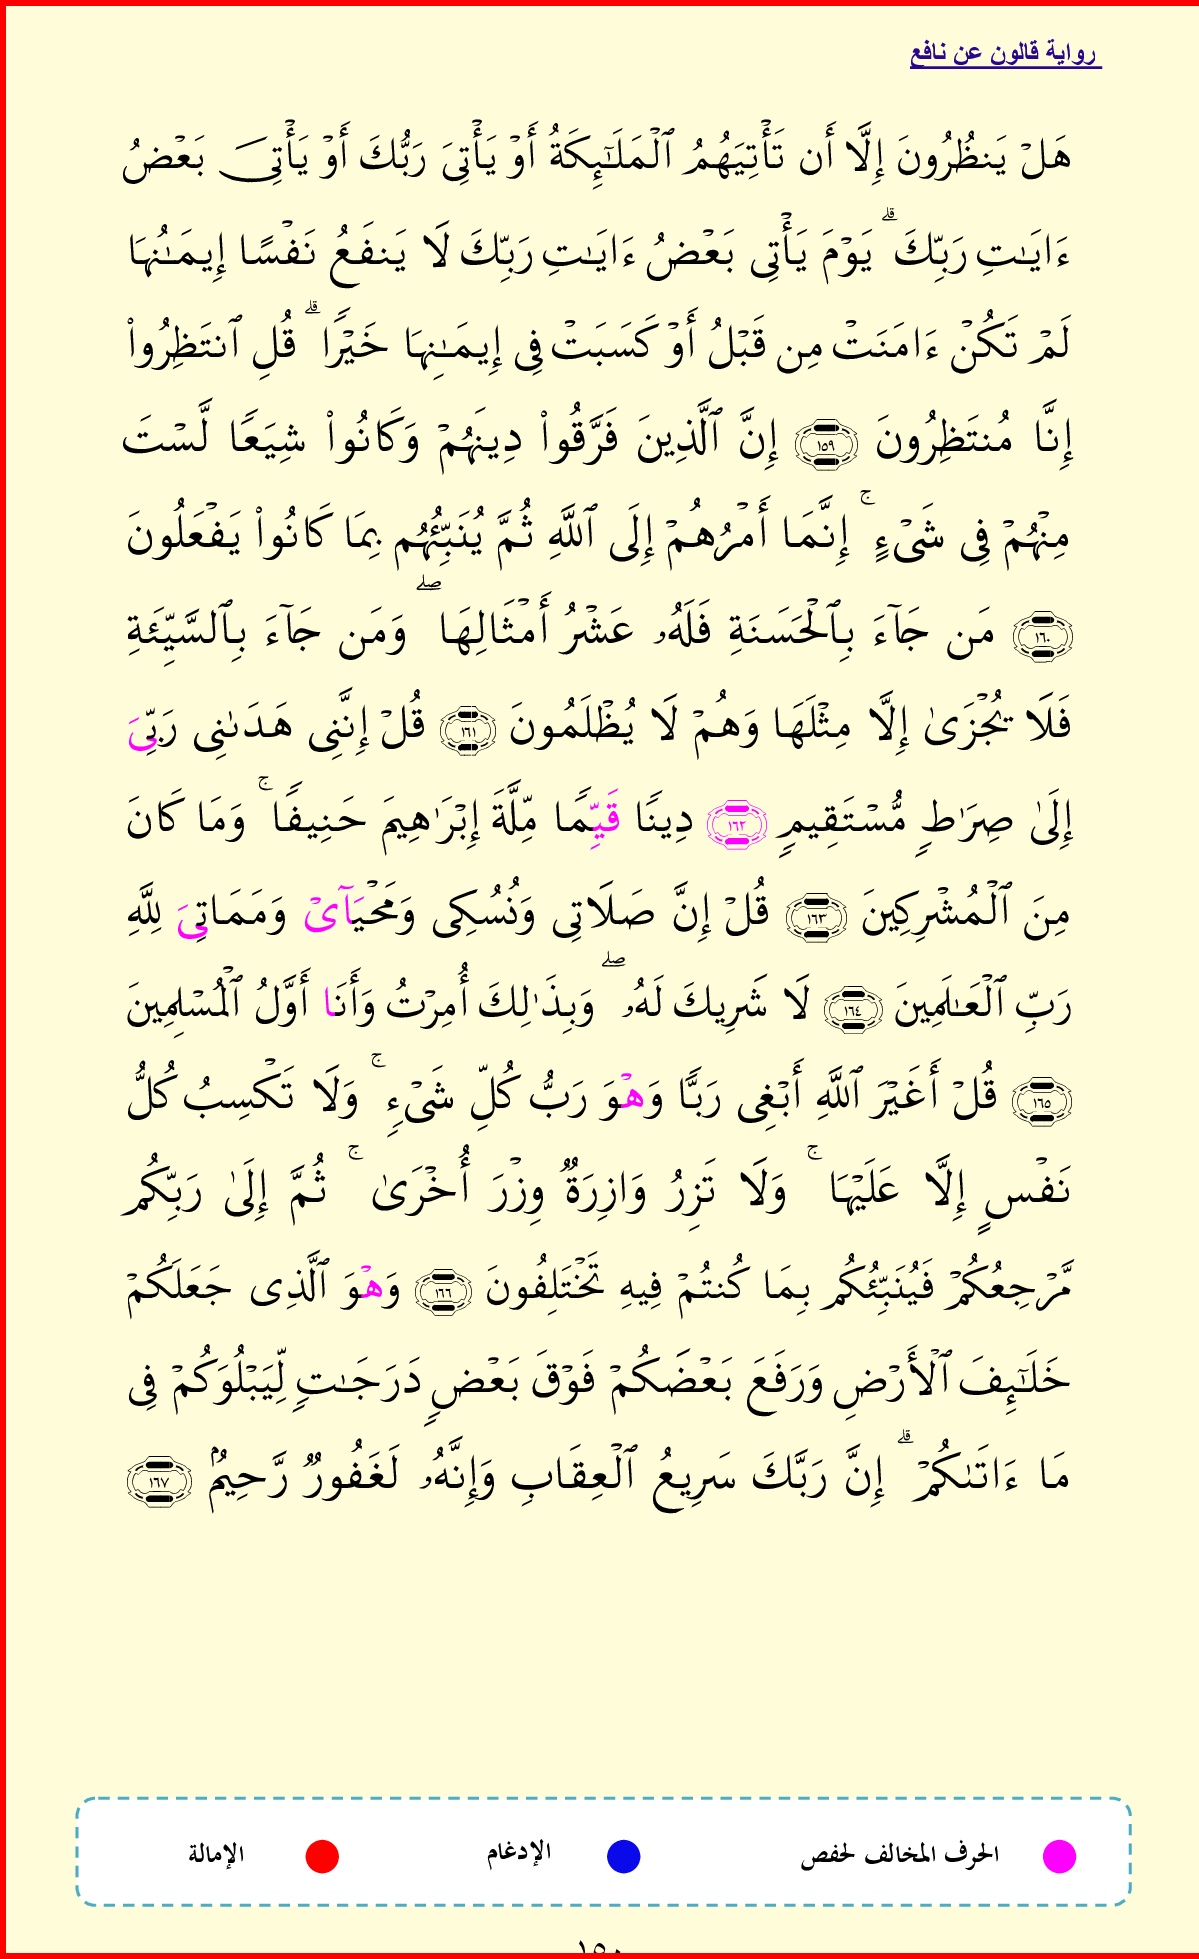 رواية قالون عن نافع
هَلْ يَنظُرُونَ إِلَّا أَن تَأْتِيَهُمُ ٱلْمَلَٰٓئِكَةُ أَوْ يَأْتِيَ رَبُّكَ أَوْ يَأْتِىَ بَعْضُ
ءَايَٰتِ رَبِّكَ ۗ يَوْمَ يَأْتِى بَعْضُ ءَايَٰتِ رَبِّكَ لَا يَنفَعُ نَفْسًا إِيمَٰنُهَا
لَمْ تَكُنْ ءَامَنَتْ مِن قَبْلُ أَوْ كَسَبَتْ فِى إِيمَٰنِهَا خَيْرًا ۗ قُلِ ٱنتَظِرُوا۟
إِنَّا مُنتَظِرُونَ ١٥٩ إِنَّ ٱلَّذِينَ فَرَّقُوا۟ دِينَهُمْ وَكَانُوا۟ شِيَعًا لَّسْتَ
مِنْهُمْ فِى شَىْءٍ ۚ إِنَّمَا أَمْرُهُمْ إِلَى ٱللَّهِ ثُمَّ يُنَبِّئُهُم بِمَا كَانُوا۟ يَفْعَلُونَ
١٦٠ مَن جَآءَ بِٱلْحَسَنَةِ فَلَهُۥ عَشْرُ أَمْثَالِهَا ۖ وَمَن جَآءَ بِٱلسَّيِّئَةِ
فَلَا يُجْزَىٰ إِلَّا مِثْلَهَا وَهُمْ لَا يُظْلَمُونَ ١٦١ قُلْ إِنَّنِى هَدَىٰنِى رَبِّىَ
إِلَىٰ صِرَٰطٍ مُّسْتَقِيمٍ ١٦٢ دِينًا قَيِّمًا مِّلَّةَ إِبْرَٰهِيمَ حَنِيفًا ۚ وَمَا كَانَ
مِنَ ٱلْمُشْرِكِينَ ١٦٣ قُلْ إِنَّ صَلَاتِى وَنُسُكِى وَمَحْيَآىْ وَمَمَاتِىَ لِلَّهِ
رَبِّ ٱلْعَٰلَمِينَ ١٦٤ لَا شَرِيكَ لَهُۥ ۖ وَبِذَٰلِكَ أُمِرْتُ وَأَنَا أَوَّلُ ٱلْمُسْلِمِينَ
١٦٥ قُلْ أَغَيْرَ ٱللَّهِ أَبْغِى رَبًّا وَهْوَ رَبُّ كُلِّ شَىْءٍ ۚ وَلَا تَكْسِبُ كُلُّ
نَفْسٍ إِلَّا عَلَيْهَا ۚ وَلَا تَزِرُ وَازِرَةٌ وِزْرَ أُخْرَىٰ ۚ ثُمَّ إِلَىٰ رَبِّكُم
مَّرْجِعُكُمْ فَيُنَبِّئُكُم بِمَا كُنتُمْ فِيهِ تَخْتَلِفُونَ ١٦٦ وَهْوَ ٱلَّذِى جَعَلَكُمْ
خَلَٰٓئِفَ ٱلْأَرْضِ وَرَفَعَ بَعْضَكُمْ فَوْقَ بَعْضٍ دَرَجَٰتٍ لِّيَبْلُوَكُمْ فِى
مَا ءَاتَىٰكُمْ ۗ إِنَّ رَبَّكَ سَرِيعُ ٱلْعِقَابِ وَإِنَّهُۥ لَغَفُورٌ رَّحِيمٌ ١٦٧
الحرف المخالف لحفص الإدغام الإمالة
١٥٠